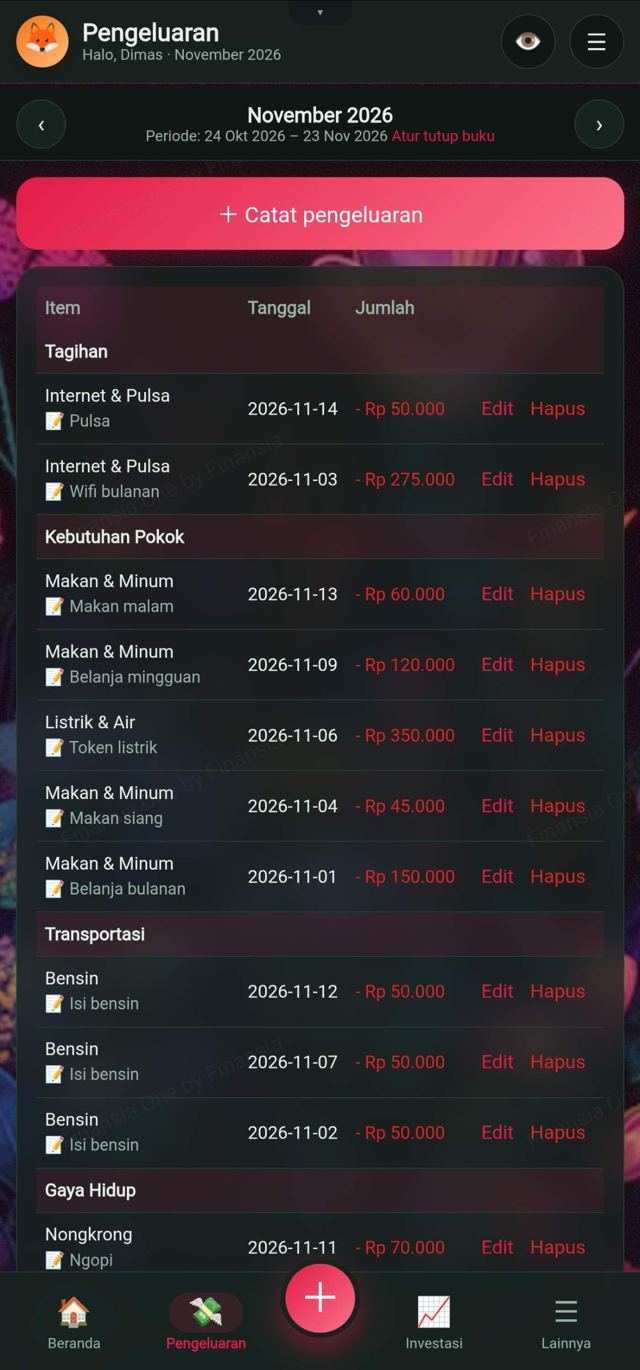 Pengeluaran
Halo, Dimas · November 2026
November 2026
Periode: 24 Okt 2026 – 23 Nov 2026 Atur tutup buku
+ Catat pengeluaran
Item Tanggal Jumlah
Tagihan
Internet & Pulsa
Pulsa
2026-11-14 - Rp 50.000 Edit Hapus
Internet & Pulsa
Wifi bulanan
2026-11-03 - Rp 275.000 Edit Hapus
Kebutuhan Pokok
Makan & Minum
Makan malam
2026-11-13 - Rp 60.000 Edit Hapus
Makan & Minum
Belanja mingguan
2026-11-09 - Rp 120.000 Edit Hapus
Listrik & Air
Token listrik
2026-11-06 - Rp 350.000 Edit Hapus
Makan & Minum
Makan siang
2026-11-04 - Rp 45.000 Edit Hapus
Makan & Minum
Belanja bulanan
2026-11-01 - Rp 150.000 Edit Hapus
Transportasi
Bensin
Isi bensin
2026-11-12 - Rp 50.000 Edit Hapus
Bensin
Isi bensin
2026-11-07 - Rp 50.000 Edit Hapus
Bensin
Isi bensin
2026-11-02 - Rp 50.000 Edit Hapus
Gaya Hidup
Nongkrong
Ngopi
2026-11-11 - Rp 70.000 Edit Hapus
Beranda Pengeluaran Investasi Lainnya
Finansia One by Finansia